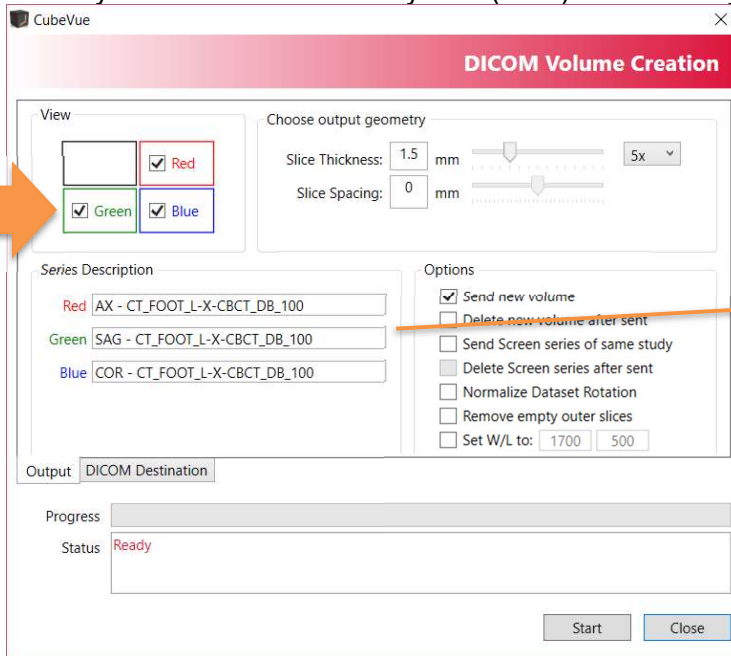 CubeVue
DICOM Volume Creation
View
Red
Green Blue
Choose output geometry
Slice Thickness: 1.5 mm 5x
Slice Spacing: 0 mm
Series Description
Red AX - CT_FOOT_L-X-CBCT_DB_100
Green SAG - CT_FOOT_L-X-CBCT_DB_100
Blue COR - CT_FOOT_L-X-CBCT_DB_100
Options
Send new volume
Delete new volume after sent
Send Screen series of same study
Delete Screen series after sent
Normalize Dataset Rotation
Remove empty outer slices
Set W/L to: 1700 500
Output DICOM Destination
Progress
Status Ready
Start Close